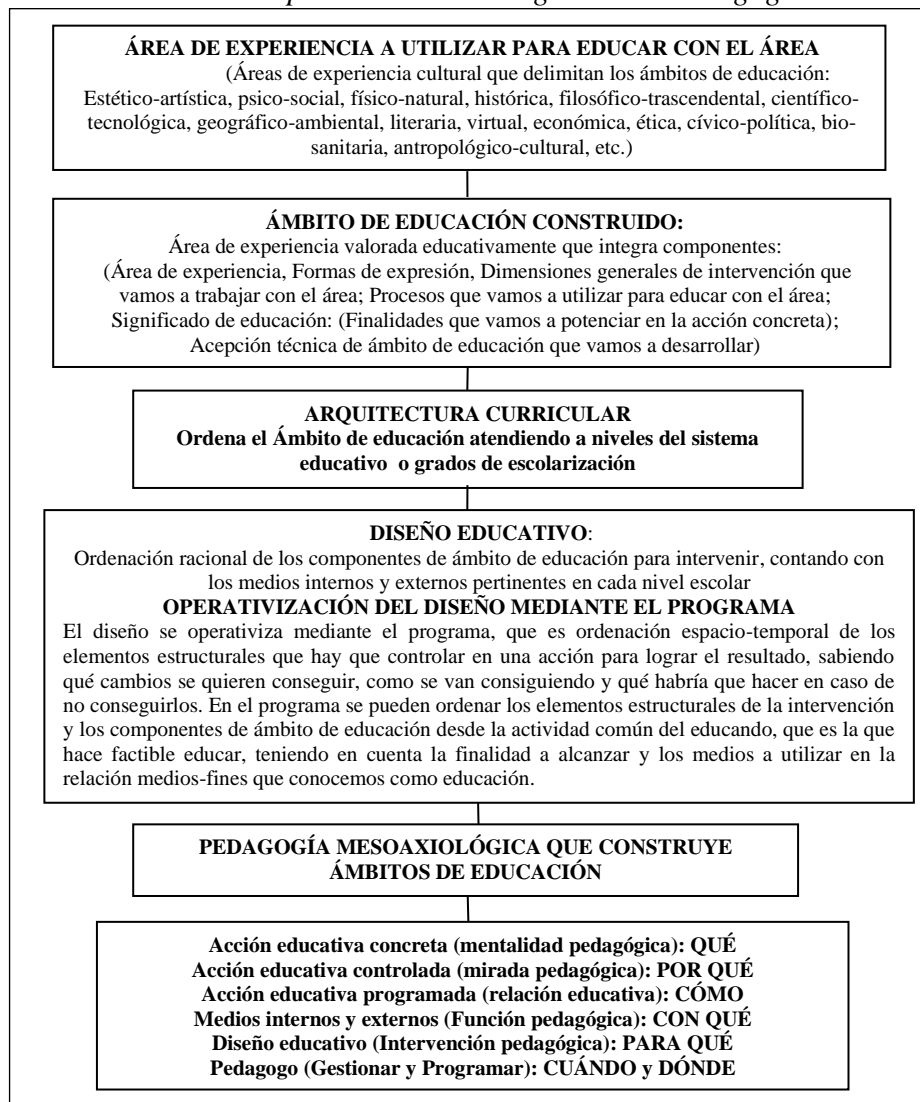 ÁREA DE EXPERIENCIA A UTILIZAR PARA EDUCAR CON EL ÁREA
(Áreas de experiencia cultural que delimitan los ámbitos de educación:
Estético-artística, psico-social, físico-natural, histórica, filosófico-trascendental, científico-
tecnológica, geográfico-ambiental, literaria, virtual, económica, ética, cívico-política, bio-
sanitaria, antropológico-cultural, etc.)
ÁMBITO DE EDUCACIÓN CONSTRUIDO:
Área de experiencia valorada educativamente que integra componentes:
(Área de experiencia, Formas de expresión, Dimensiones generales de intervención que
vamos a trabajar con el área; Procesos que vamos a utilizar para educar con el área;
Significado de educación: (Finalidades que vamos a potenciar en la acción concreta);
Acepción técnica de ámbito de educación que vamos a desarrollar)
ARQUITECTURA CURRICULAR
Ordena el Ámbito de educación atendiendo a niveles del sistema
educativo o grados de escolarización
DISEÑO EDUCATIVO:
Ordenación racional de los componentes de ámbito de educación para intervenir, contando con
los medios internos y externos pertinentes en cada nivel escolar
OPERATIVIZACIÓN DEL DISEÑO MEDIANTE EL PROGRAMA
El diseño se operativiza mediante el programa, que es ordenación espacio-temporal de los
elementos estructurales que hay que controlar en una acción para lograr el resultado, sabiendo
qué cambios se quieren conseguir, como se van consiguiendo y qué habría que hacer en caso de
no conseguirlos. En el programa se pueden ordenar los elementos estructurales de la intervención
y los componentes de ámbito de educación desde la actividad común del educando, que es la que
hace factible educar, teniendo en cuenta la finalidad a alcanzar y los medios a utilizar en la
relación medios-fines que conocemos como educación.
PEDAGOGÍA MESOAXIOLÓGICA QUE CONSTRUYE
ÁMBITOS DE EDUCACIÓN
Acción educativa concreta (mentalidad pedagógica): QUÉ
Acción educativa controlada (mirada pedagógica): POR QUÉ
Acción educativa programada (relación educativa): CÓMO
Medios internos y externos (Función pedagógica): CON QUÉ
Diseño educativo (Intervención pedagógica): PARA QUÉ
Pedagogo (Gestionar y Programar): CUÁNDO y DÓNDE